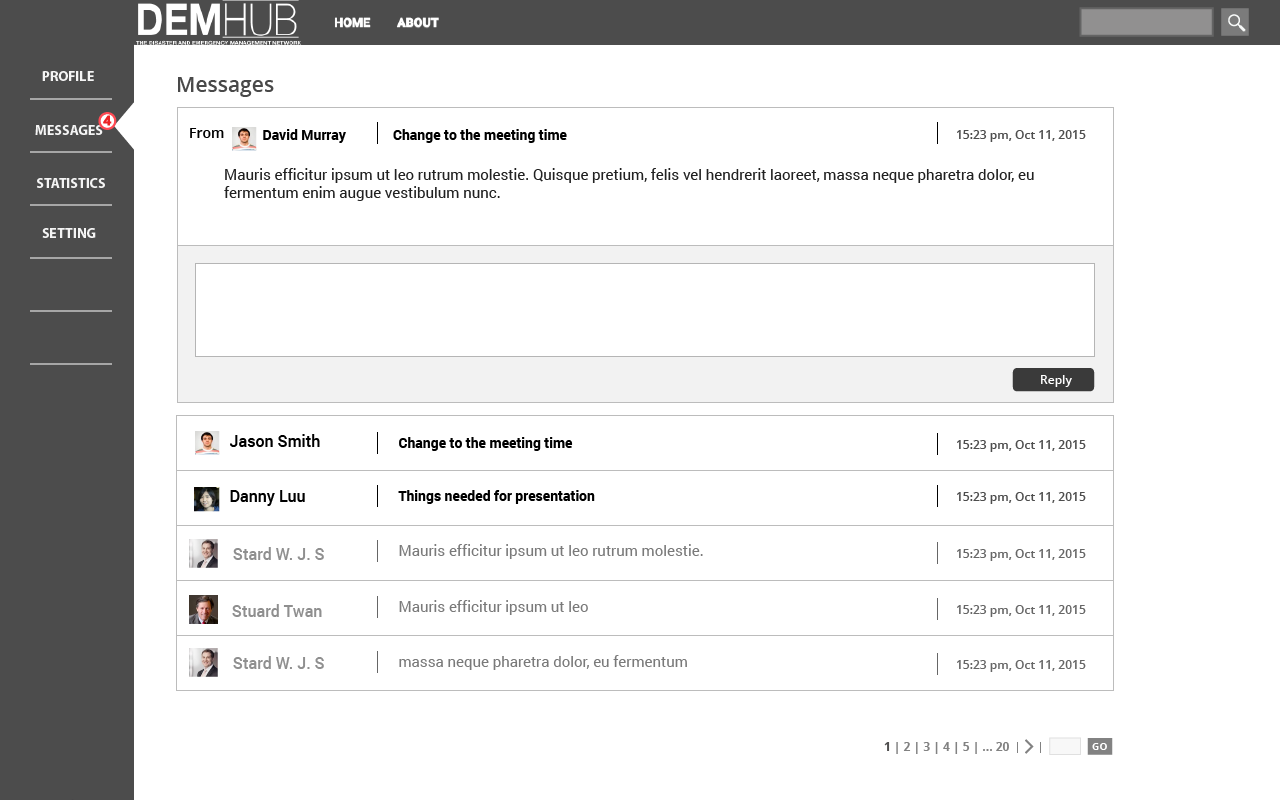 DEMHUB
THE DISASTER AND EMERGENCY MANAGEMENT NETWORK
HOME ABOUT
PROFILE
MESSAGES 4
STATISTICS
SETTING
Messages
From David Murray Change to the meeting time 15:23 pm, Oct 11, 2015
Mauris efficitur ipsum ut leo rutrum molestie. Quisque pretium, felis vel hendrerit laoreet, massa neque pharetra dolor, eu
fermentum enim augue vestibulum nunc.
Reply
Jason Smith Change to the meeting time 15:23 pm, Oct 11, 2015
Danny Luu Things needed for presentation 15:23 pm, Oct 11, 2015
Stard W. J. S Mauris efficitur ipsum ut leo rutrum molestie. 15:23 pm, Oct 11, 2015
Stuard Twan Mauris efficitur ipsum ut leo 15:23 pm, Oct 11, 2015
Stard W. J. S massa neque pharetra dolor, eu fermentum 15:23 pm, Oct 11, 2015
1 | 2 | 3 | 4 | 5 | ... 20 | > | GO